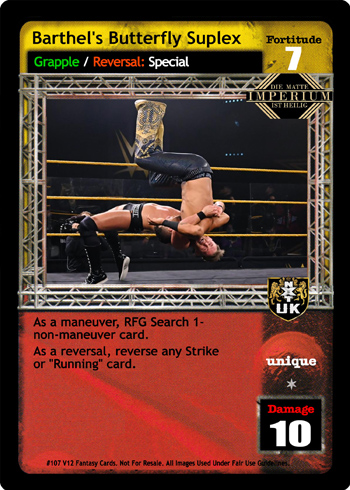 Barthel's Butterfly Suplex
Fortitude
7
Grapple / Reversal: Special
DIE MATTE
IMPERIUM
IST HEILIG
NXT
UK
As a maneuver, RFG Search 1-
non-maneuver card.
As a reversal, reverse any Strike
or "Running" card.
unique
Damage
10
#107 V12 Fantasy Cards. Not For Resale. All Images Used Under Fair Use Guidelines.